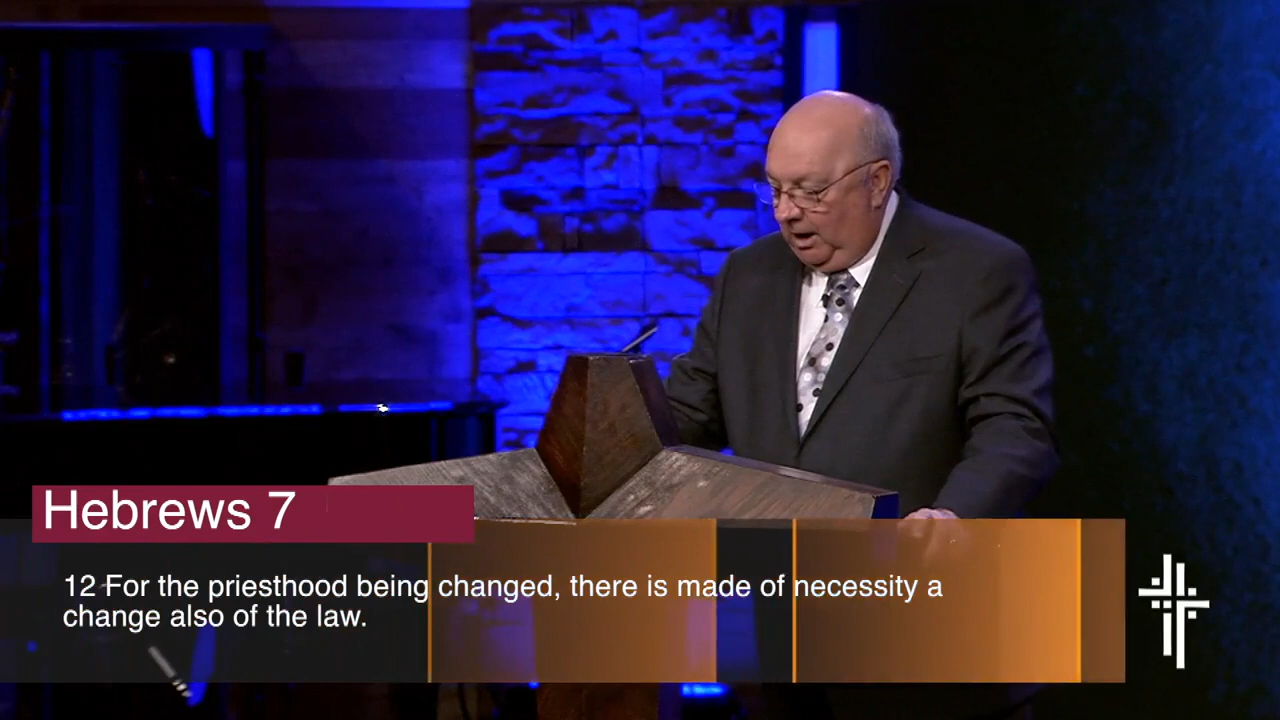 Hebrews 7
12 For the priesthood being changed, there is made of necessity a
change also of the law.